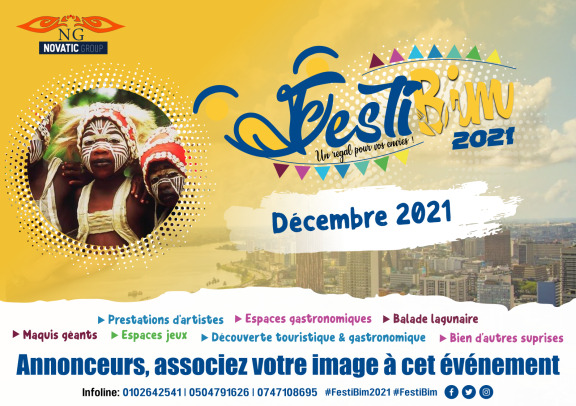 NG
NOVATIC GROUP
FestiBim
2021
Un régal pour vos envies !
Décembre 2021
Prestations d'artistes
Espaces gastronomiques
Balade lagunaire
Maquis géants
Espaces jeux
Découverte touristique & gastronomique
Bien d'autres suprises
Annonceurs, associez votre image à cet événement
Infoline: 0102642541 | 0504791626 | 0747108695 #FestiBim2021 #FestiBim